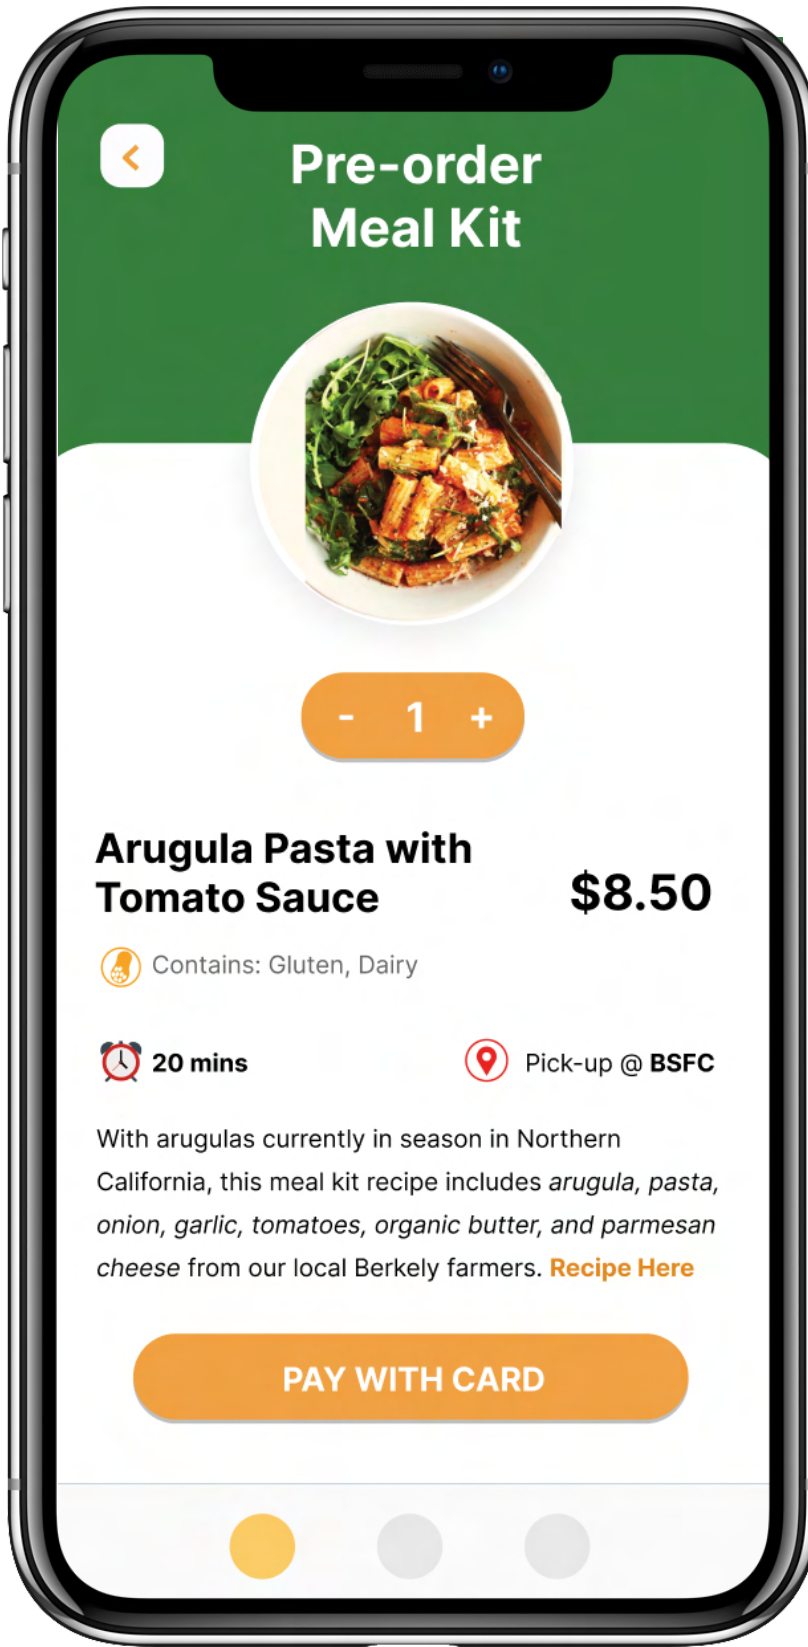 Pre-order
Meal Kit
- 1 +
Arugula Pasta with
Tomato Sauce
$8.50
Contains: Gluten, Dairy
20 mins
Pick-up @ BSFC
With arugulas currently in season in Northern
California, this meal kit recipe includes arugula, pasta,
onion, garlic, tomatoes, organic butter, and parmesan
cheese from our local Berkely farmers. Recipe Here
PAY WITH CARD